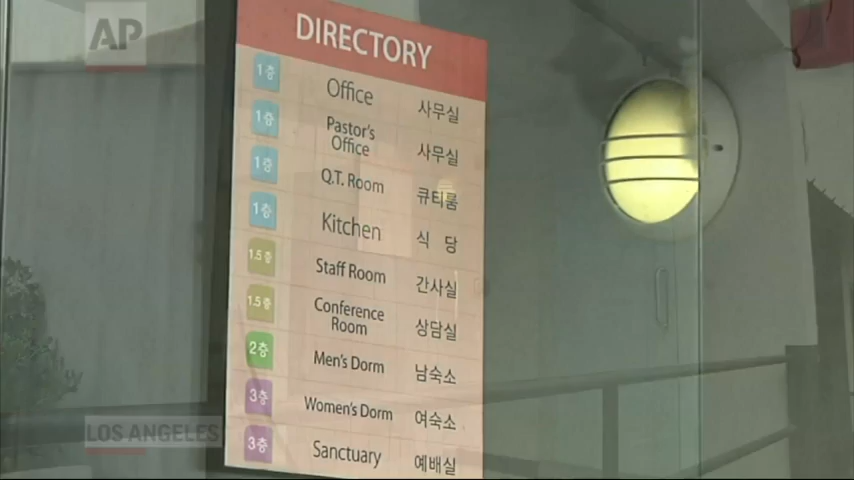 AP
DIRECTORY
1층 Office 사무실
1층 Pastor's Office 사무실
1층 Q.T. Room 큐티룸
1층 Kitchen 식 당
1.5층 Staff Room 간사실
1.5층 Conference Room 상담실
2층 Men's Dorm 남숙소
3층 Women's Dorm 여숙소
3층 Sanctuary 예배실
LOS ANGELES